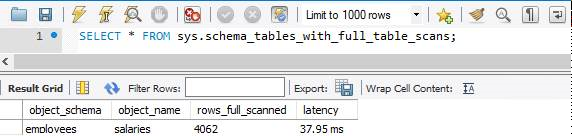 Limit to 1000 rows
1 SELECT * FROM sys.schema_tables_with_full_table_scans;
Result Grid Filter Rows: Export: Wrap Cell Content: IA
object_schema object_name rows_full_scanned latency
employees salaries 4062 37.95 ms